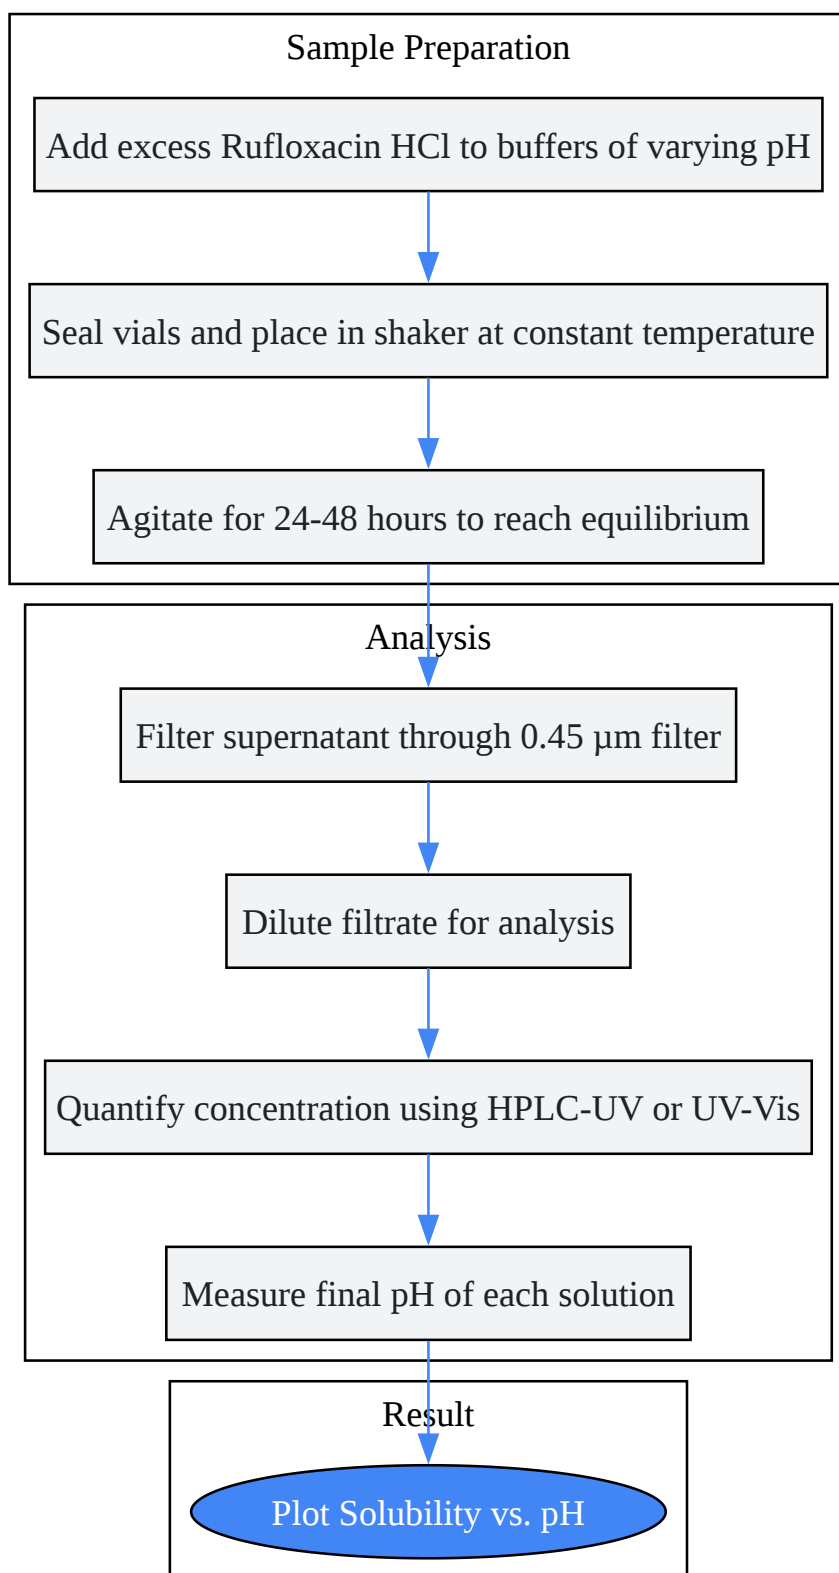 Sample Preparation
Add excess Rufloxacin HCl to buffers of varying pH
Seal vials and place in shaker at constant temperature
Agitate for 24-48 hours to reach equilibrium
Analysis
Filter supernatant through 0.45 µm filter
Dilute filtrate for analysis
Quantify concentration using HPLC-UV or UV-Vis
Measure final pH of each solution
Result
Plot Solubility vs. pH